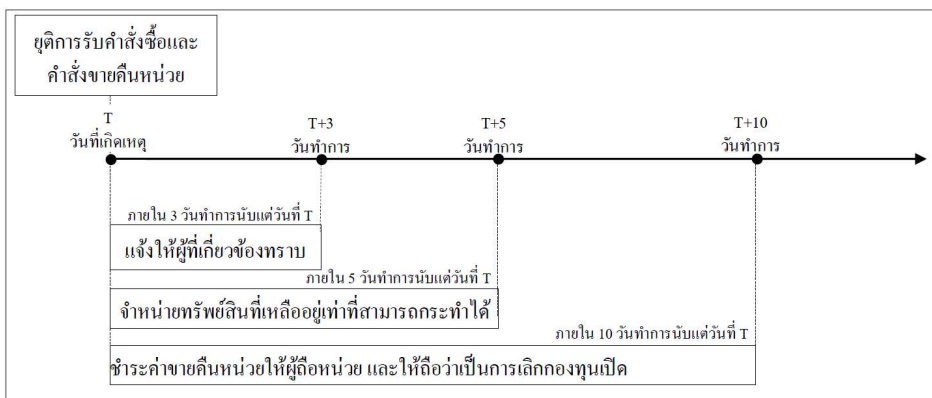 ยุติการรับคำสั่งซื้อและ
คำสั่งขายคืนหน่วย
T
วันที่เกิดเหตุ
T+3
วันทำการ
T+5
วันทำการ
T+10
วันทำการ
ภายใน 3 วันทำการนับแต่วันที่ T
แจ้งให้ผู้ที่เกี่ยวข้องทราบ
ภายใน 5 วันทำการนับแต่วันที่ T
จำหน่ายทรัพย์สินที่เหลืออยู่เท่าที่สามารถกระทำได้
ภายใน 10 วันทำการนับแต่วันที่ T
ชำระค่าขายคืนหน่วยให้ผู้ถือหน่วย และให้ถือว่าเป็นการเลิกกองทุนเปิด